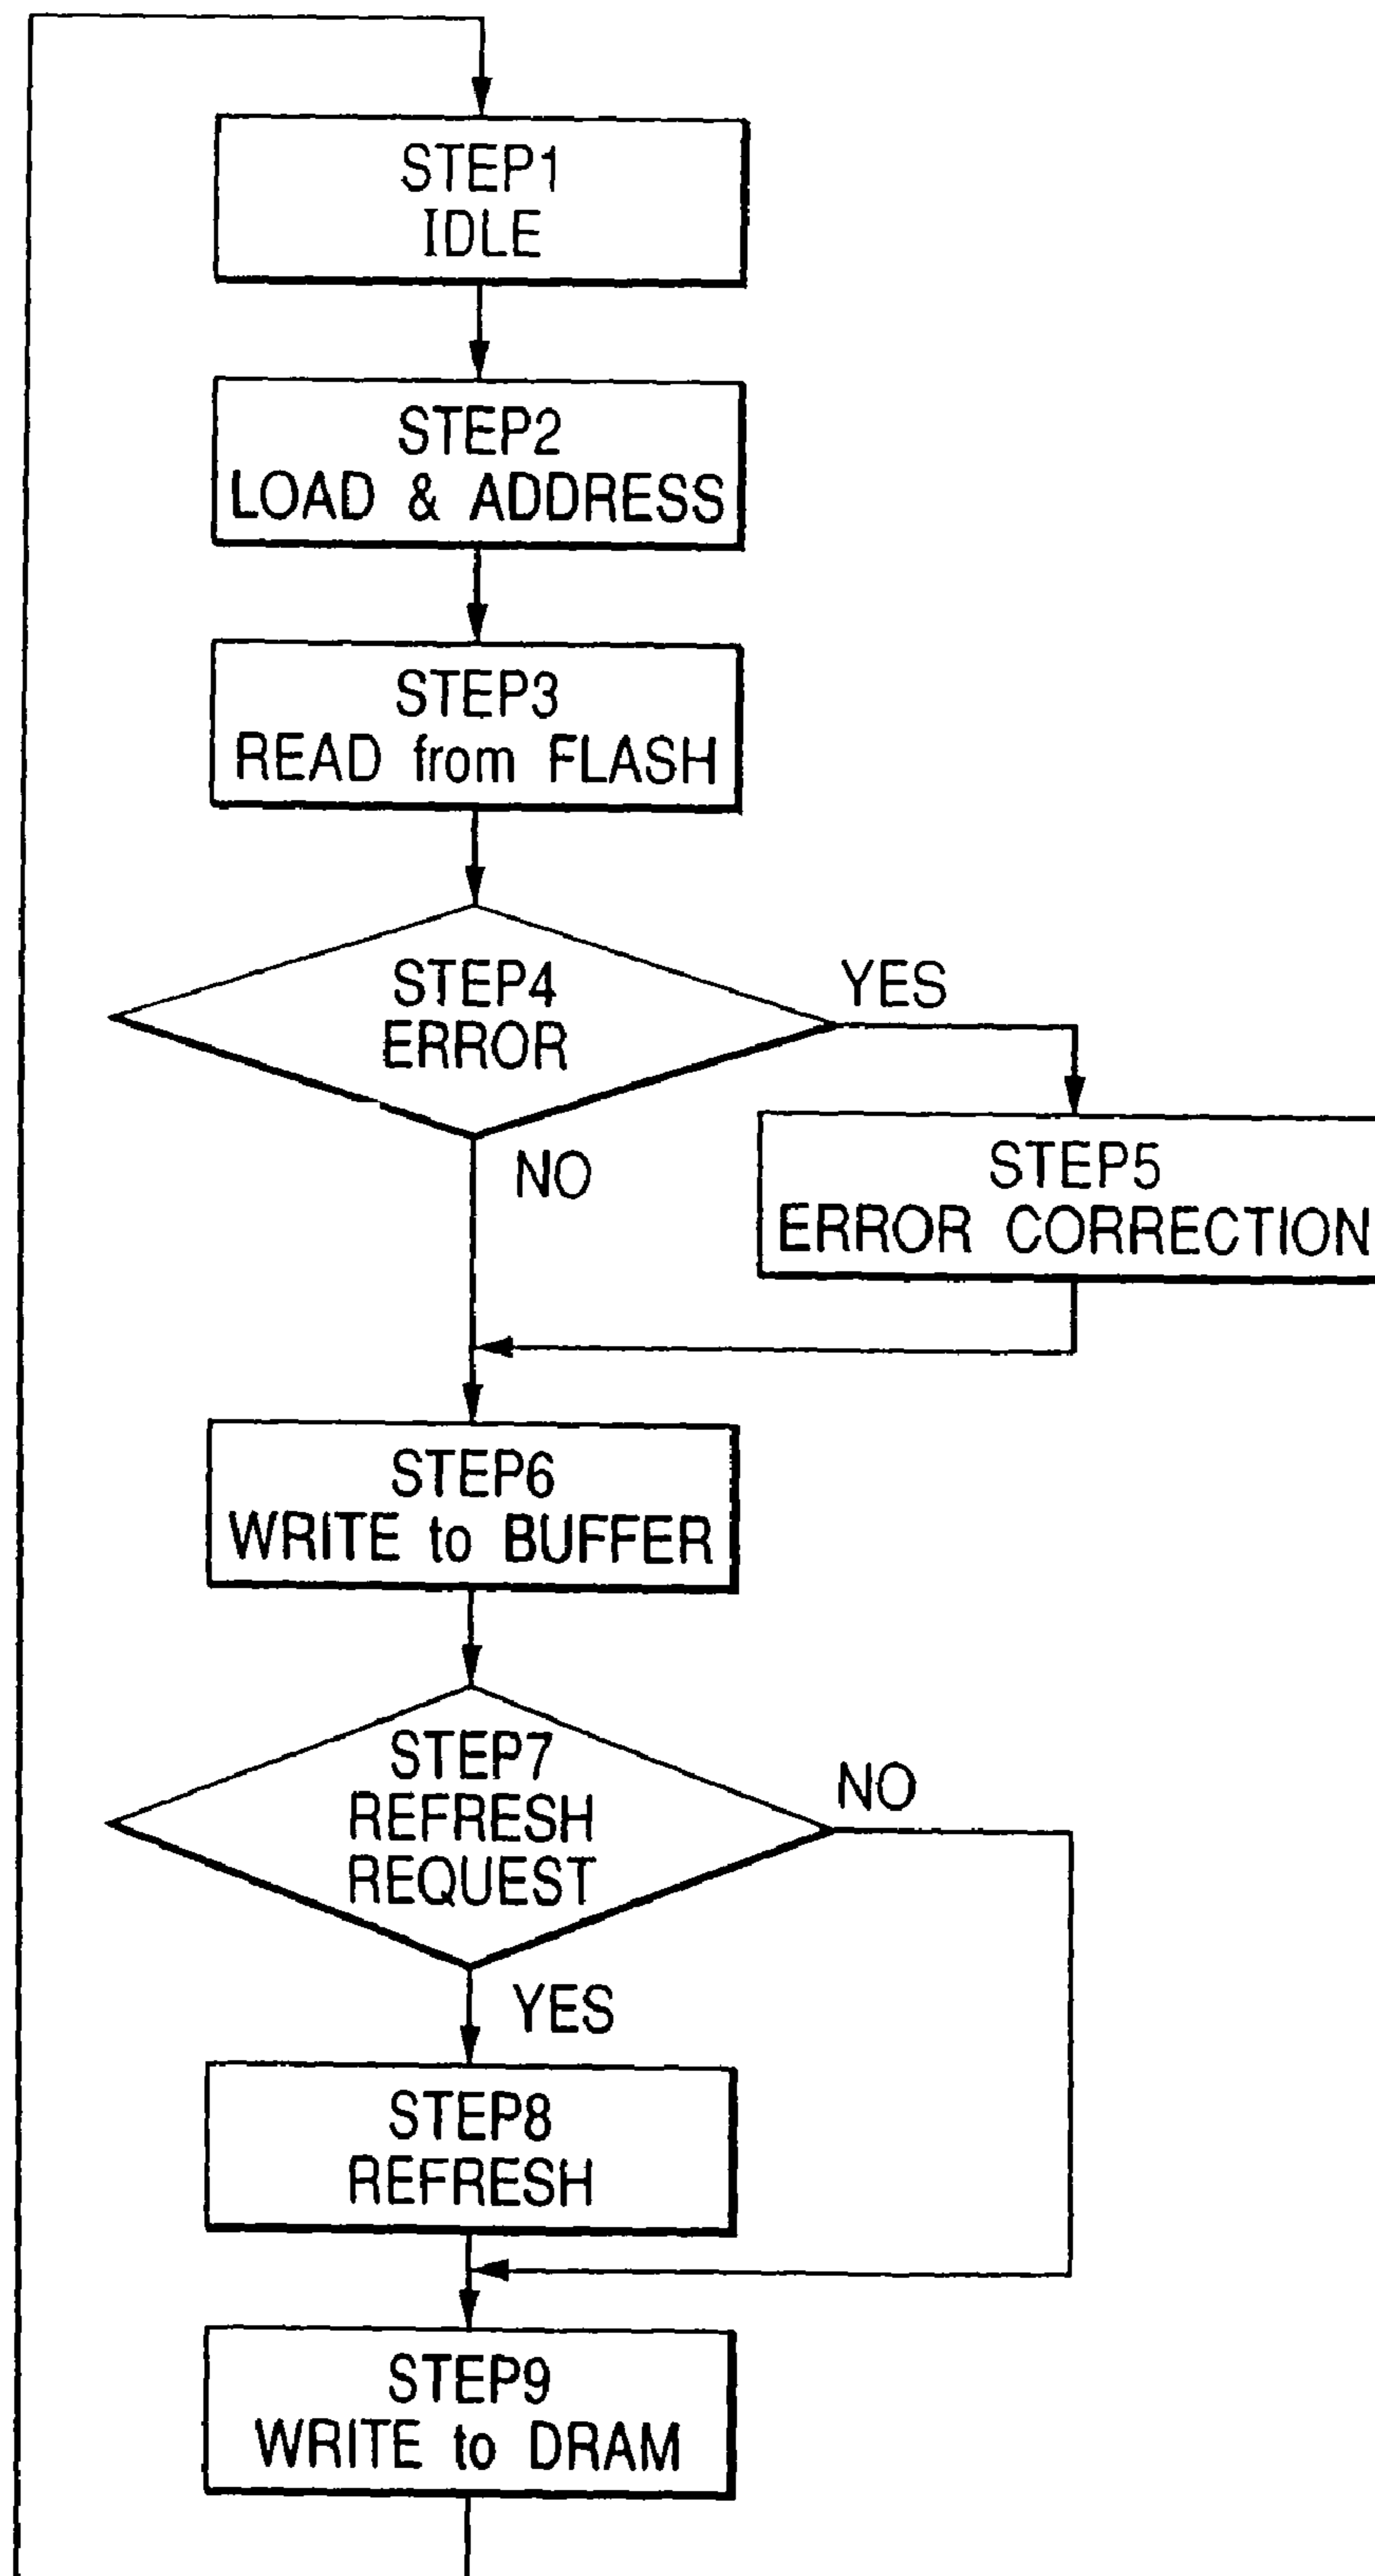 STEP1
IDLE
STEP2
LOAD & ADDRESS
STEP3
READ from FLASH
STEP4
ERROR
YES
NO
STEP5
ERROR CORRECTION
STEP6
WRITE to BUFFER
STEP7
REFRESH
REQUEST
NO
YES
STEP8
REFRESH
STEP9
WRITE to DRAM